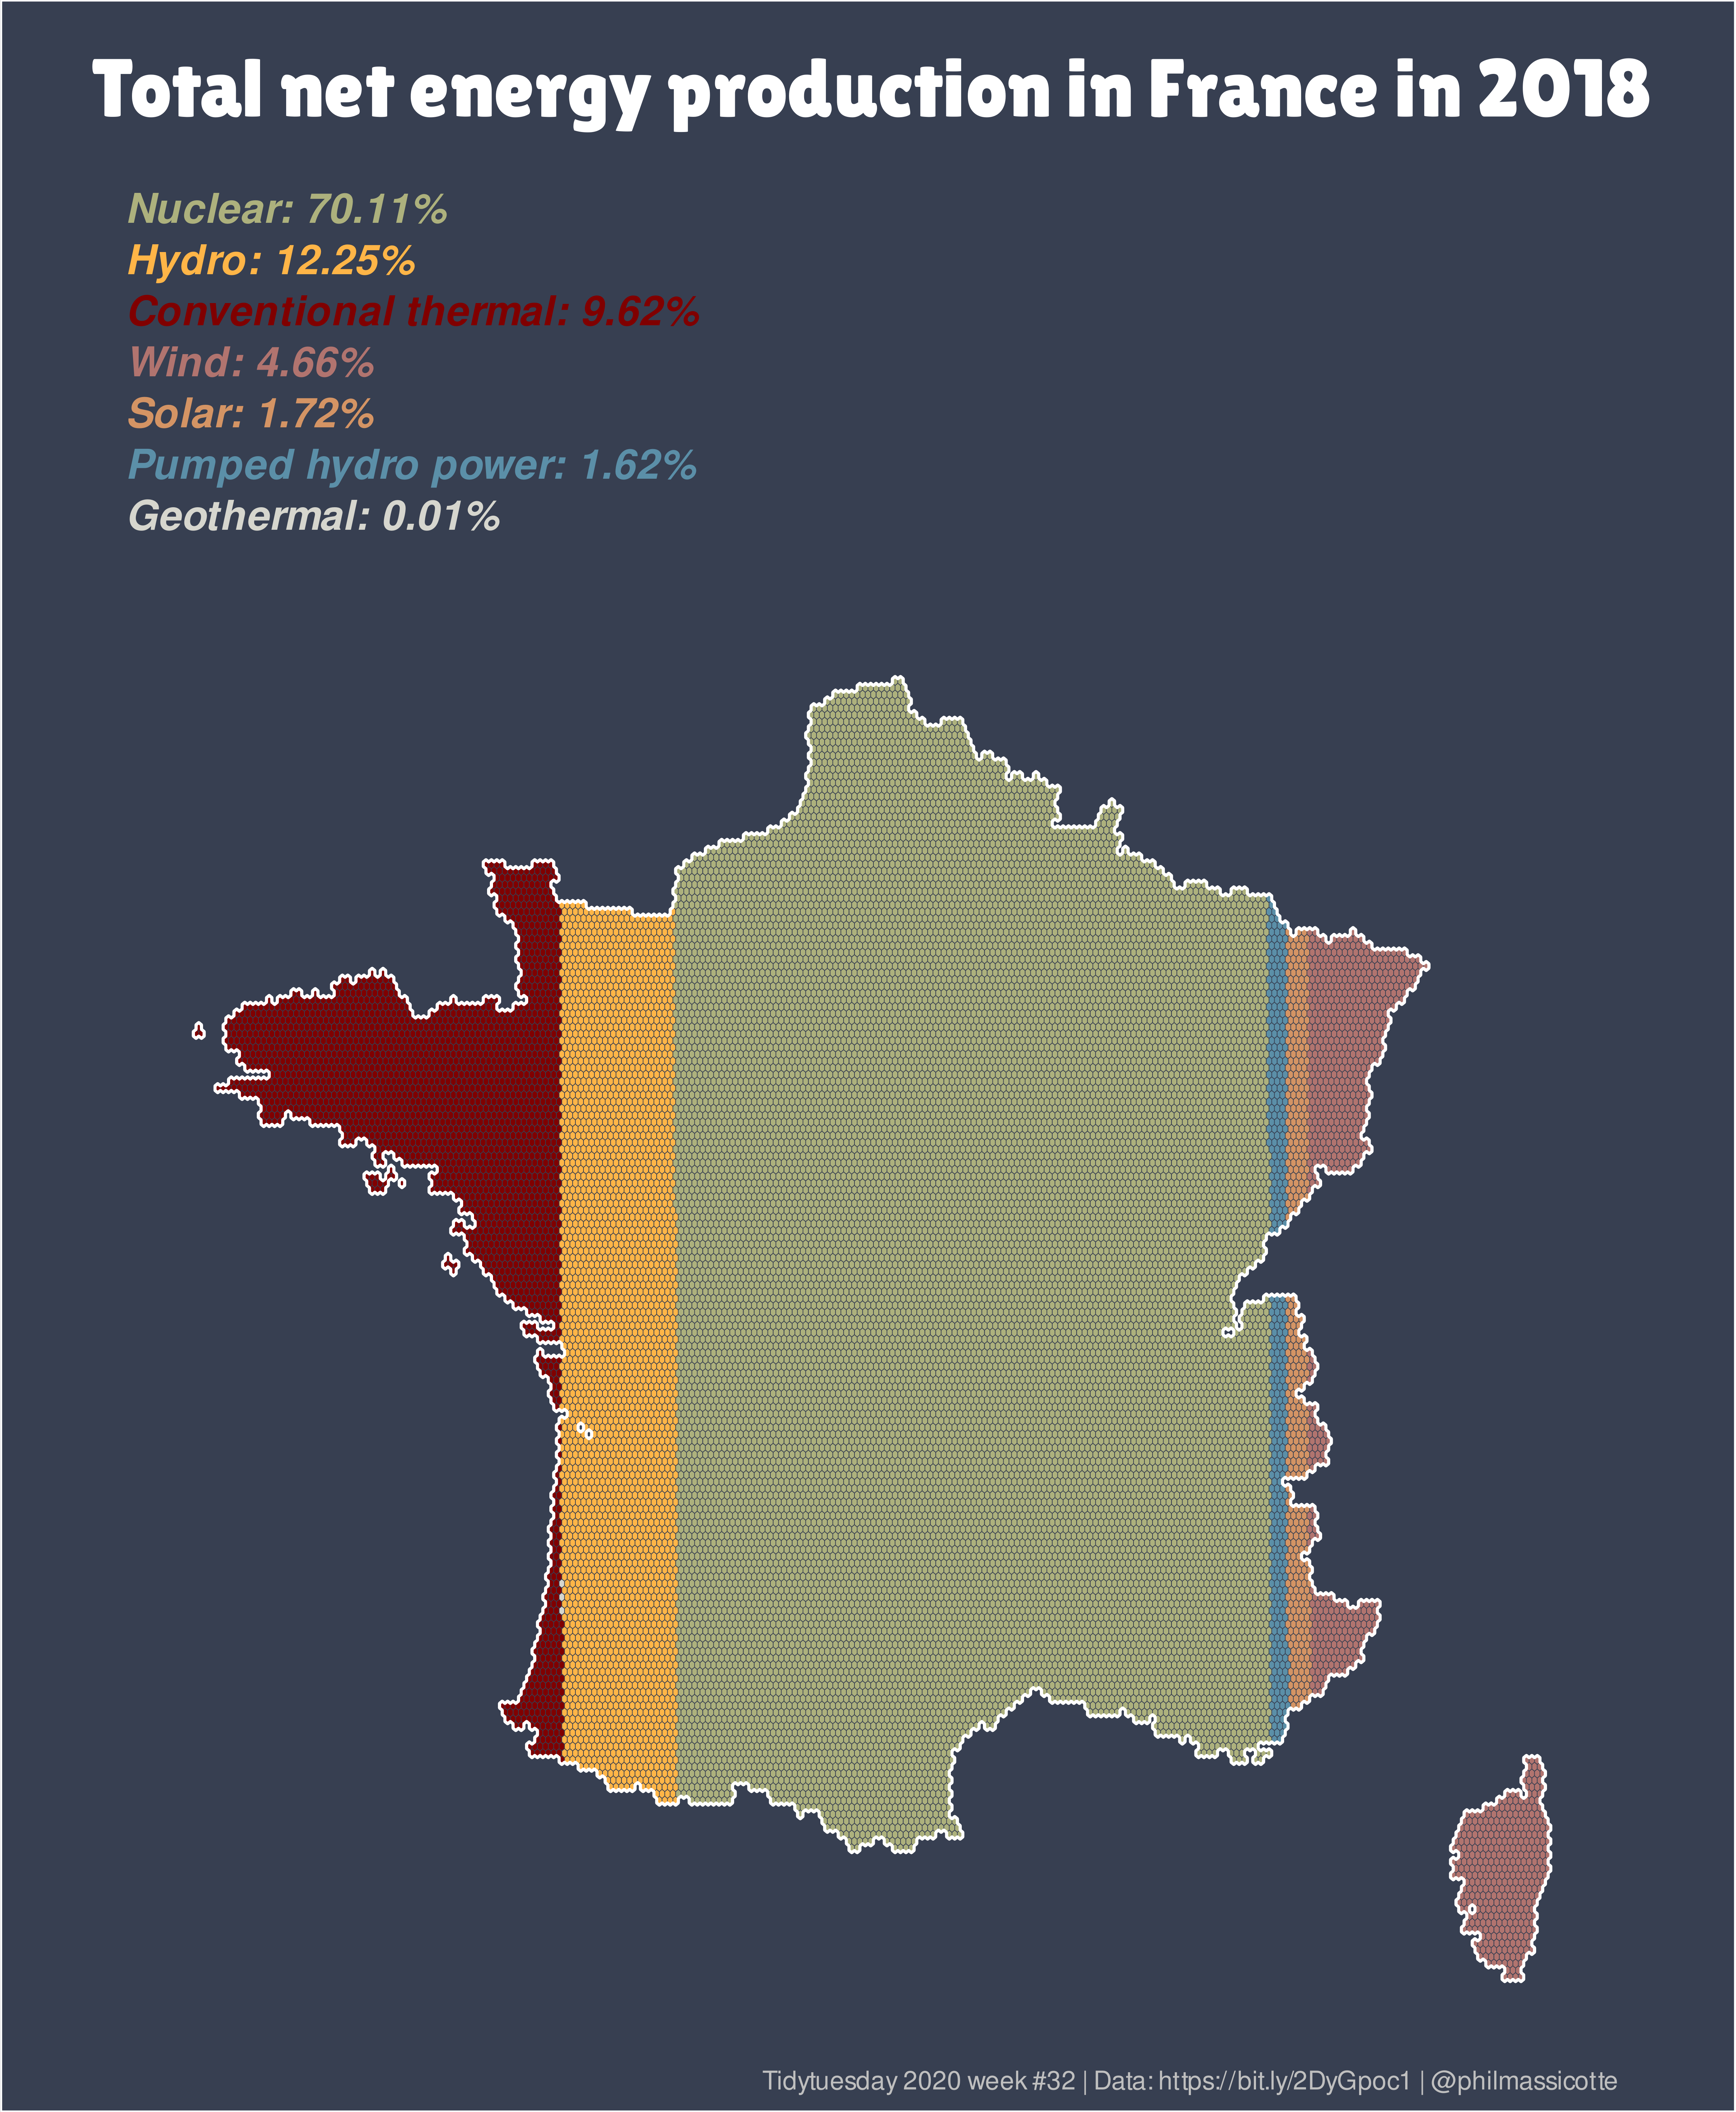 Total net energy production in France in 2018
Nuclear: 70.11%
Hydro: 12.25%
Conventional thermal: 9.62%
Wind: 4.66%
Solar: 1.72%
Pumped hydro power: 1.62%
Geothermal: 0.01%
Tidytuesday 2020 week #32 | Data: https://bit.ly/2DyGpoc1 | @philmassicotte